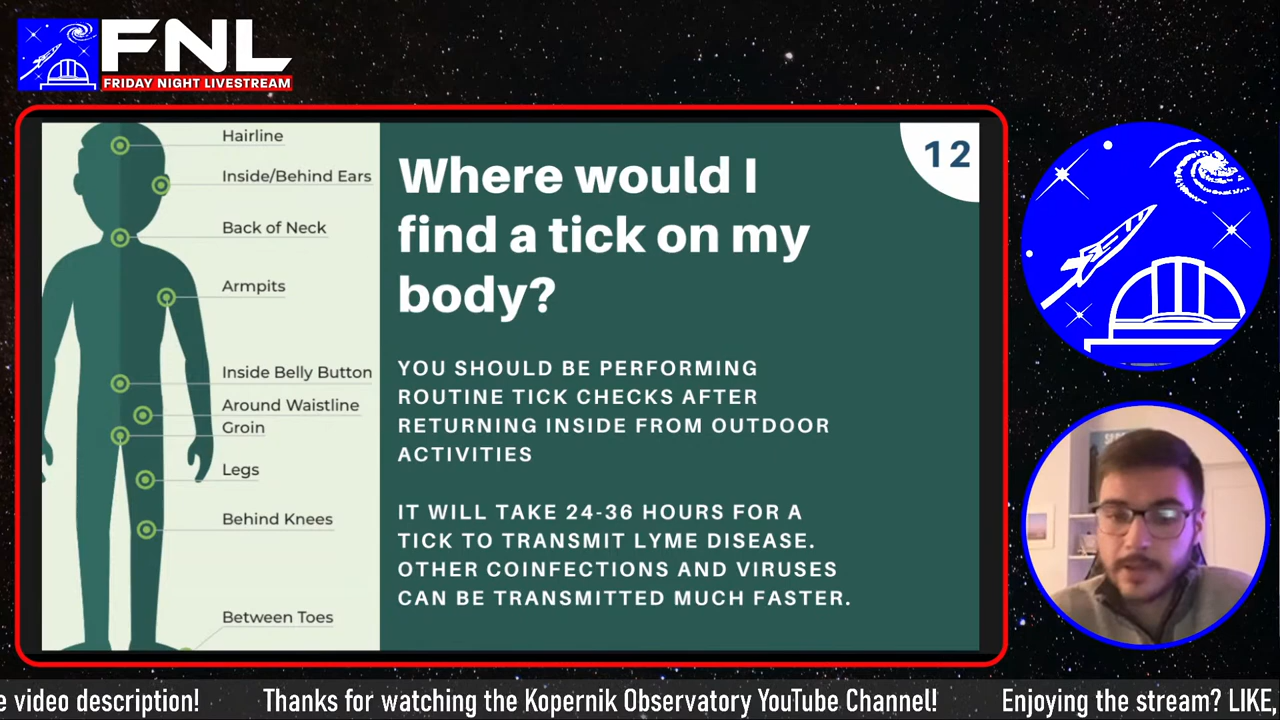 FNL
FRIDAY NIGHT LIVESTREAM
Hairline
Inside/Behind Ears
Back of Neck
Armpits
Inside Belly Button
Around Waistline
Groin
Legs
Behind Knees
Between Toes
12
Where would I
find a tick on my
body?
YOU SHOULD BE PERFORMING
ROUTINE TICK CHECKS AFTER
RETURNING INSIDE FROM OUTDOOR
ACTIVITIES
IT WILL TAKE 24-36 HOURS FOR A
TICK TO TRANSMIT LYME DISEASE.
OTHER COINFECTIONS AND VIRUSES
CAN BE TRANSMITTED MUCH FASTER.
e video description! Thanks for watching the Kopernik Observatory YouTube Channel! Enjoying the stream? LIKE,